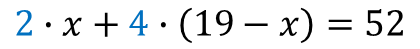 2 · x + 4 · (19 − x) = 52